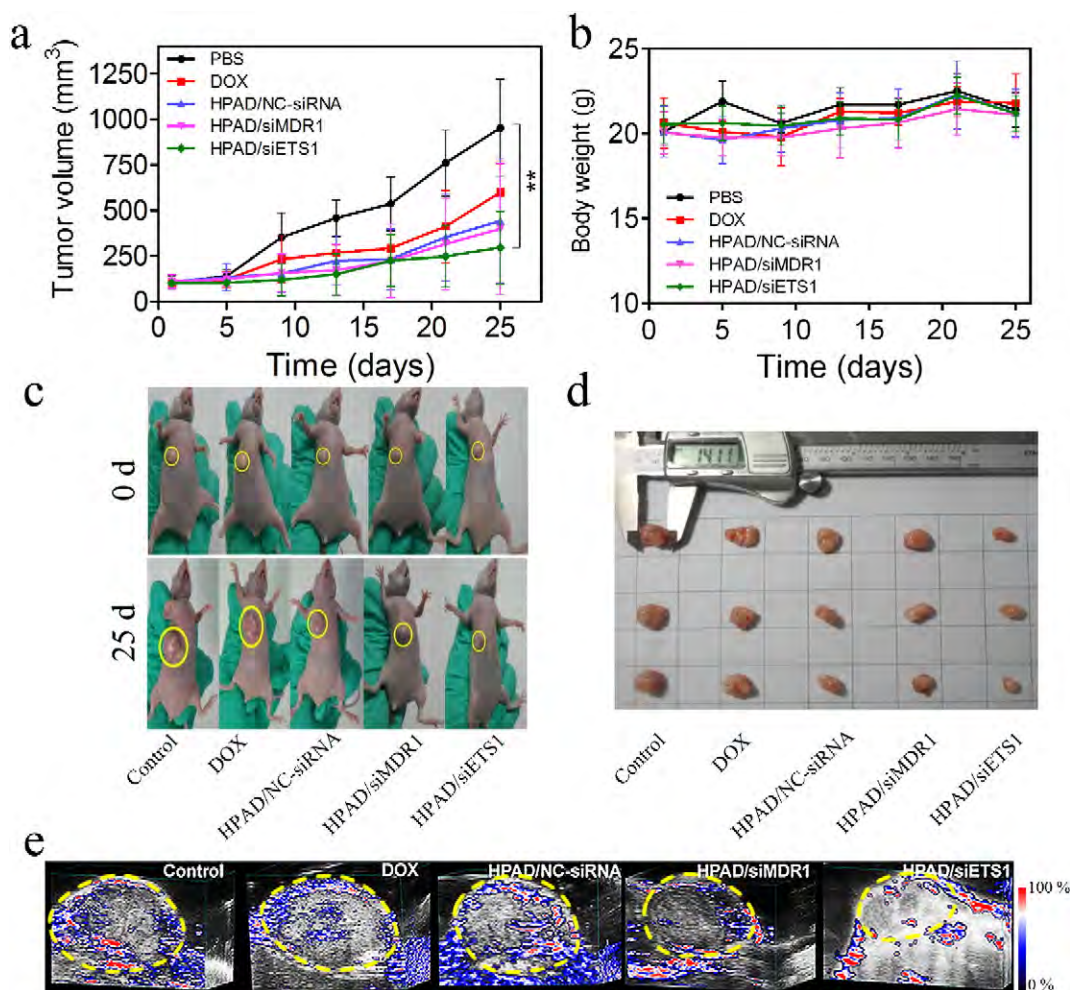 a
Tumor volume (mm³)
1250
1000
750
500
250
0
PBS
DOX
HPAD/NC-siRNA
HPAD/siMDR1
HPAD/siETS1
**
0 5 10 15 20 25
Time (days)
b
Body weight (g)
25
20
15
10
PBS
DOX
HPAD/NC-siRNA
HPAD/siMDR1
HPAD/siETS1
0 5 10 15 20 25
Time (days)
c
0 d
25 d
Control
DOX
HPAD/NC-siRNA
HPAD/siMDR1
HPAD/siETS1
d
Control
DOX
HPAD/NC-siRNA
HPAD/siMDR1
HPAD/siETS1
e
Control
DOX
HPAD/NC-siRNA
HPAD/siMDR1
HPAD/siETS1
100 %
0 %